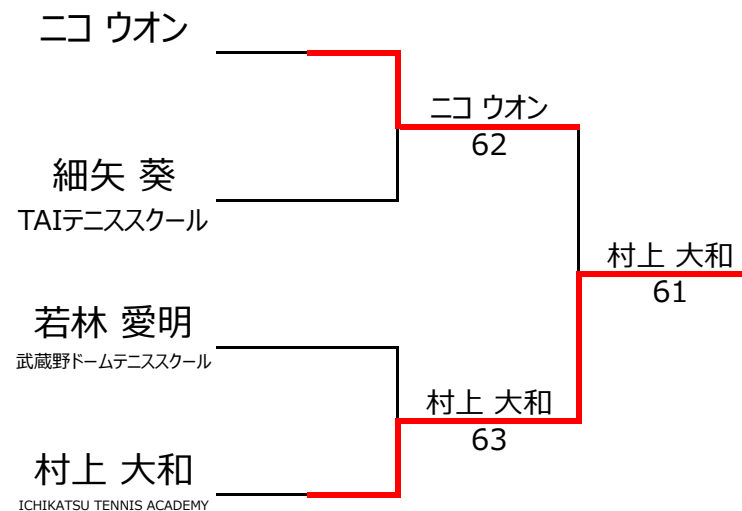 ニコ ウオン
ニコ ウオン
62
細矢 葵
TAIテニススクール
村上 大和
61
若林 愛明
武蔵野ドームテニススクール
村上 大和
63
村上 大和
ICHIKATSU TENNIS ACADEMY